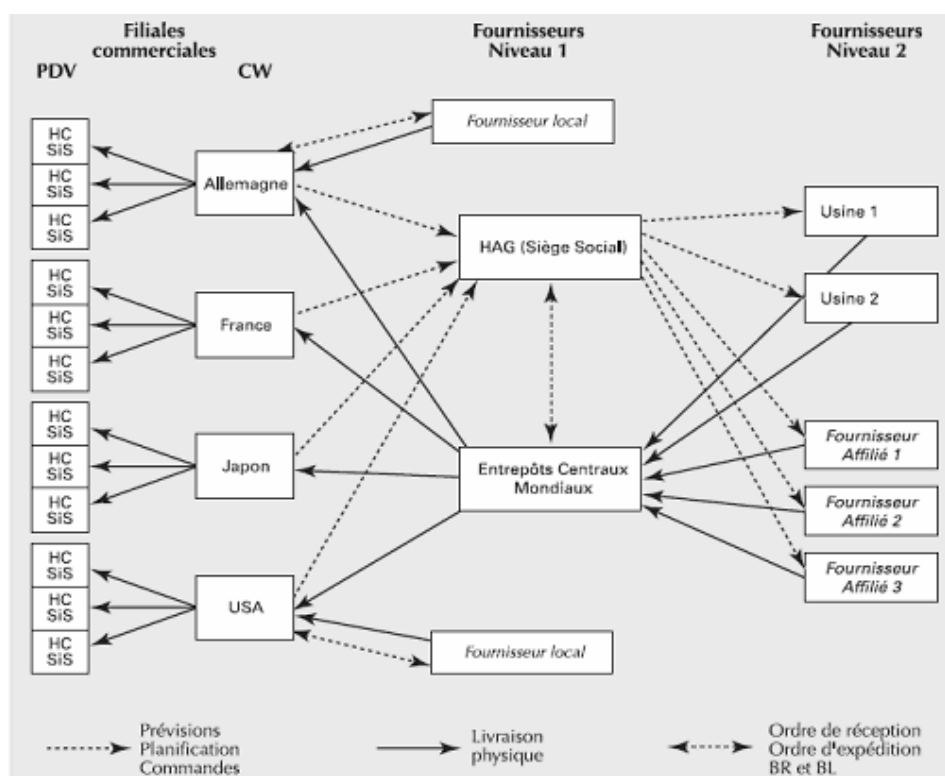 Filiales
commerciales
Fournisseurs
Niveau 1
Fournisseurs
Niveau 2
PDV
CW
HC
SiS
HC
SiS
HC
SiS
Allemagne
Fournisseur local
HAG (Siège Social)
Usine 1
Usine 2
HC
SiS
HC
SiS
HC
SiS
France
HC
SiS
HC
SiS
HC
SiS
Japon
Entrepôts Centraux
Mondiaux
Fournisseur
Affilié 1
Fournisseur
Affilié 2
Fournisseur
Affilié 3
HC
SiS
HC
SiS
HC
SiS
USA
Fournisseur local
Prévisions
Planification
Commandes
Livraison
physique
Ordre de réception
Ordre d'expédition
BR et BL